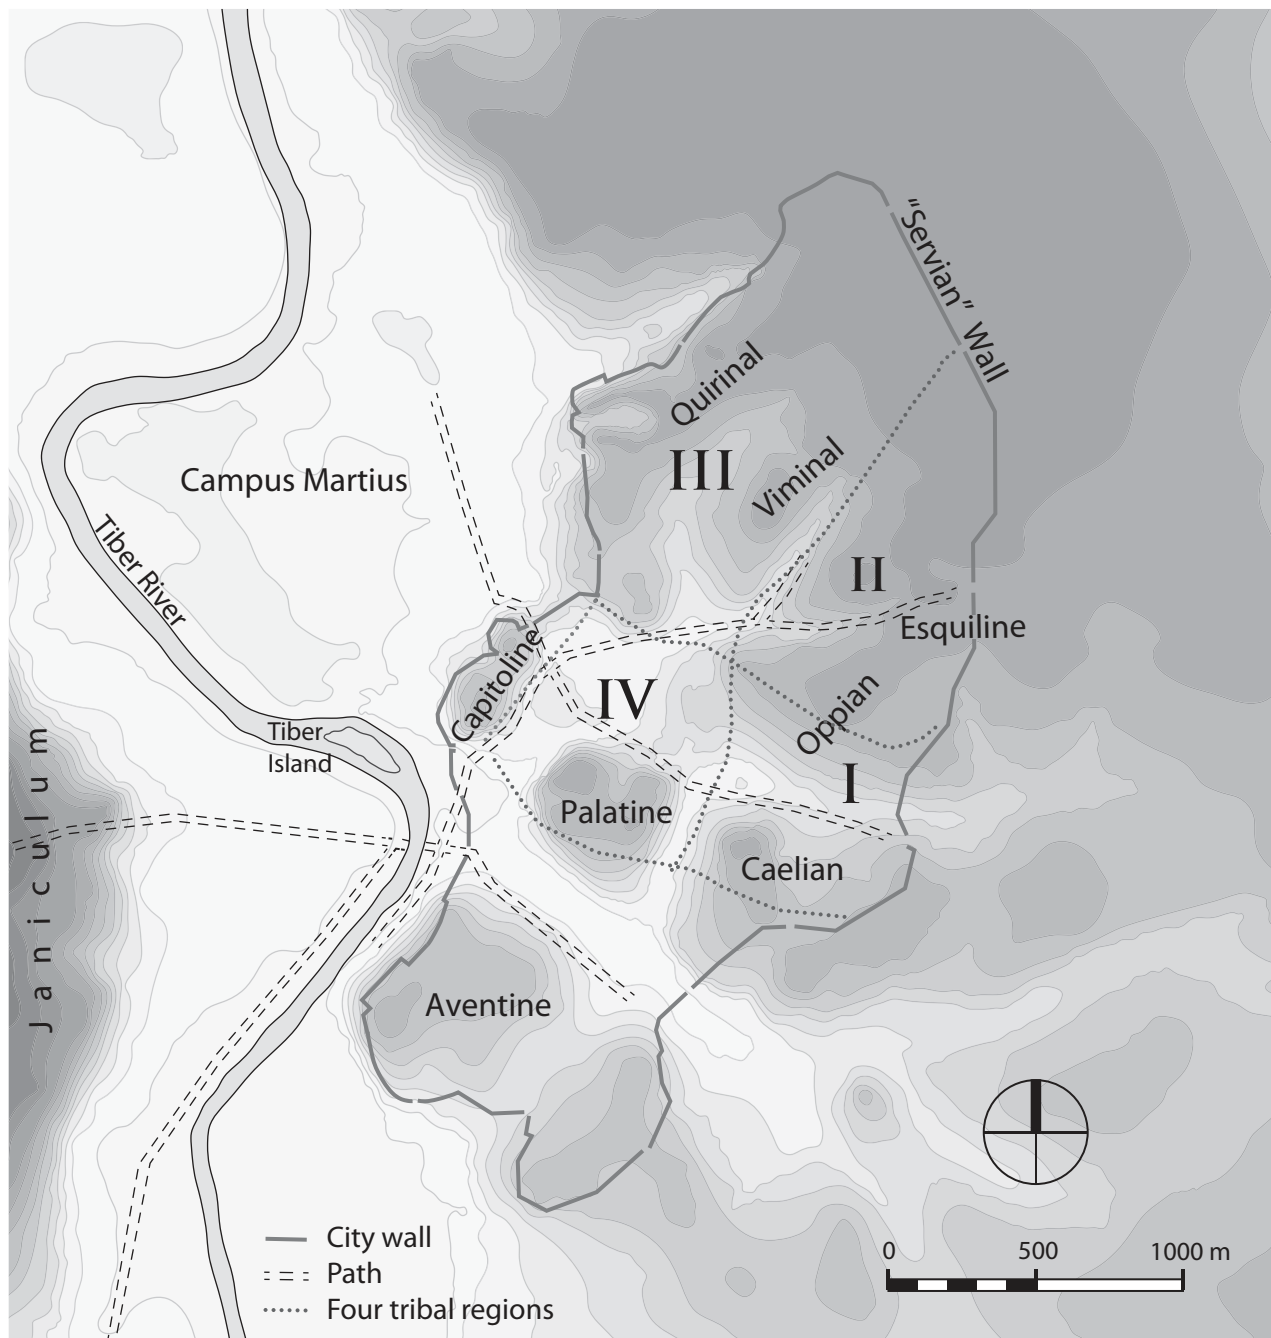 “Servian” Wall
Quirinal
III
Viminal
Campus Martius
Tiber River
II
Esquiline
Capitoline
IV
Oppian
Tiber
Island
I
Palatine
Caelian
Janiculum
Aventine
City wall
Path
Four tribal regions
0 500 1000 m